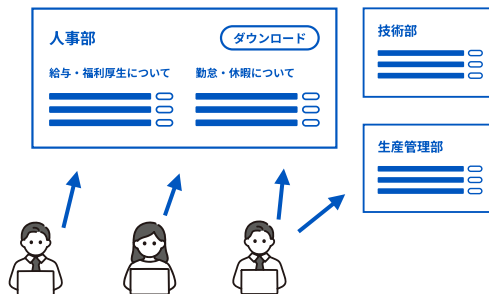 人事部
ダウンロード
給与・福利厚生について
勤怠・休暇について
技術部
生産管理部